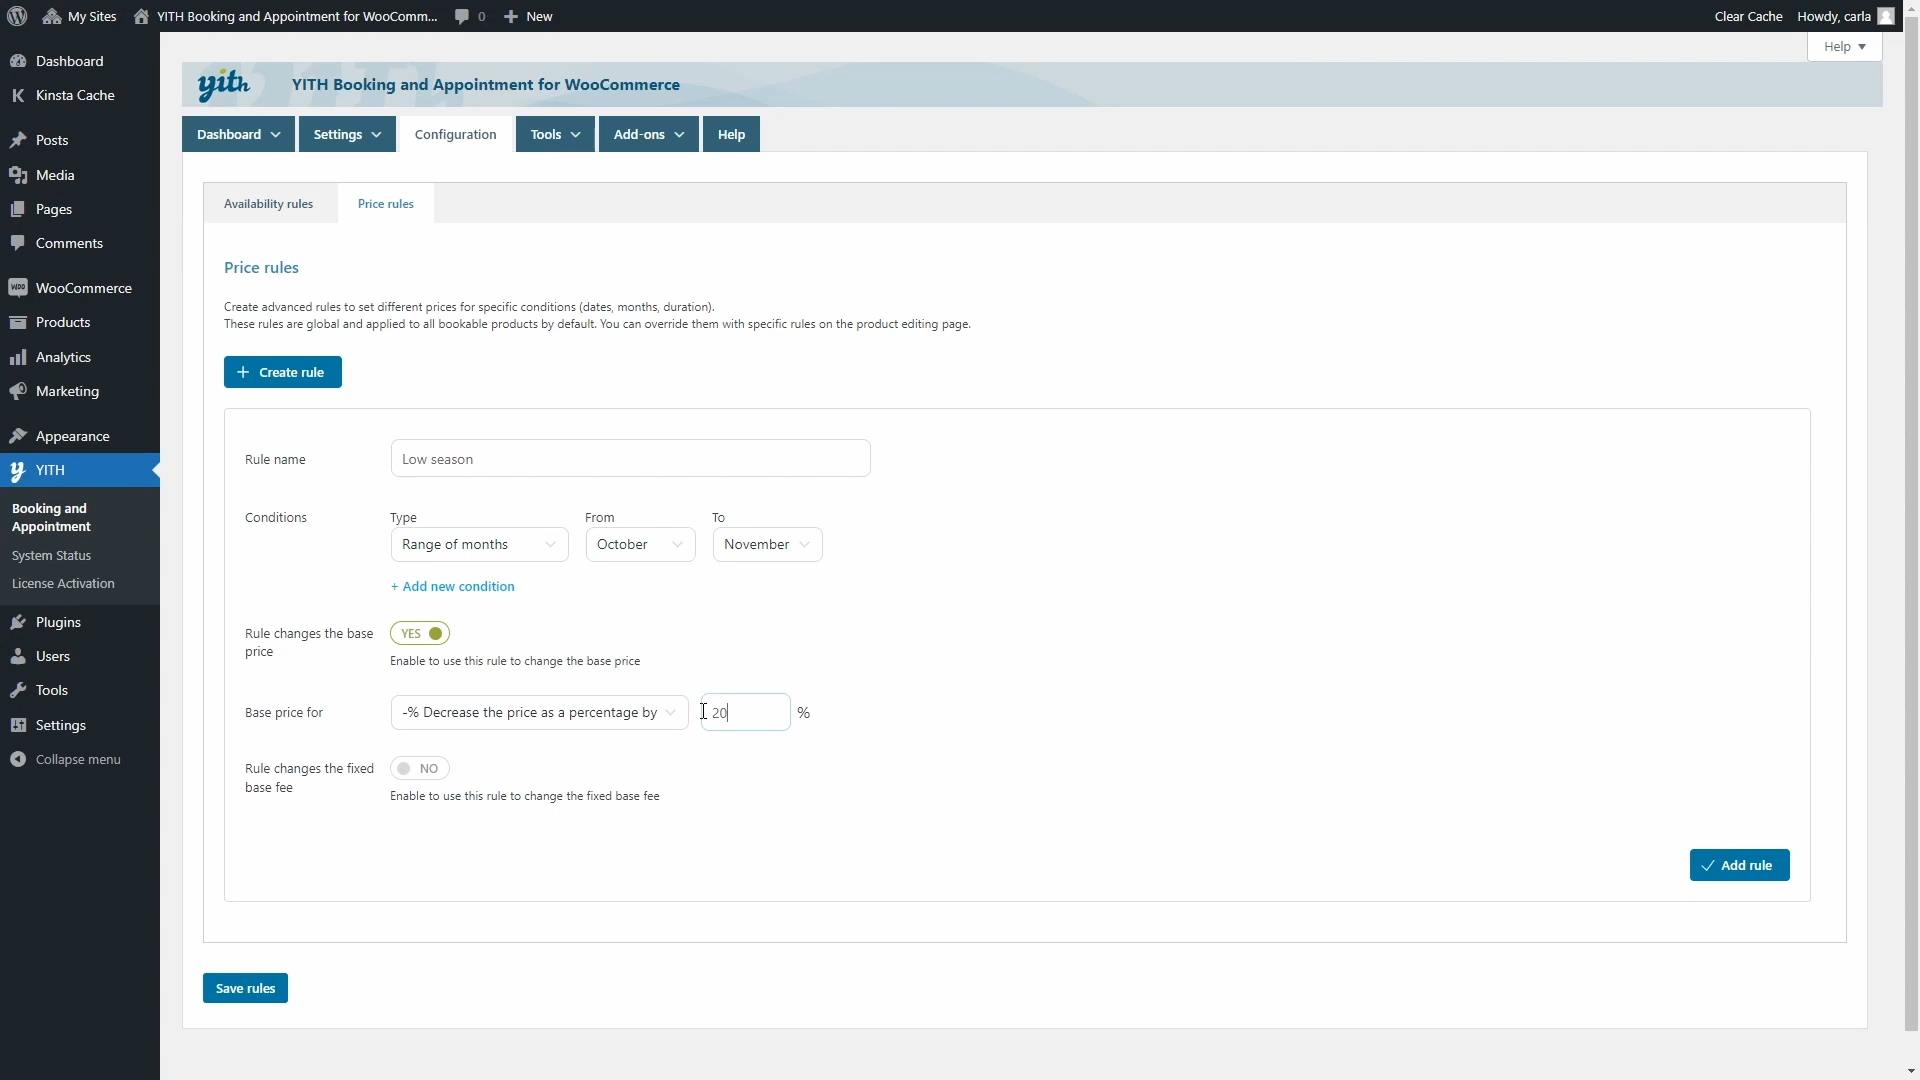 My Sites
YITH Booking and Appointment for WooComm...
0
New
Clear Cache
Howdy, carla
Help
Dashboard
Kinsta Cache
Posts
Media
Pages
Comments
WooCommerce
Products
Analytics
Marketing
Appearance
YITH
Booking and
Appointment
System Status
License Activation
Plugins
Users
Tools
Settings
Collapse menu
yith
YITH Booking and Appointment for WooCommerce
Dashboard
Settings
Configuration
Tools
Add-ons
Help
Availability rules
Price rules
Price rules
Create advanced rules to set different prices for specific conditions (dates, months, duration).
These rules are global and applied to all bookable products by default. You can override them with specific rules on the product editing page.
+ Create rule
Rule name
Low season
Conditions
Type
From
To
Range of months
October
November
+ Add new condition
Rule changes the base
price
YES
Enable to use this rule to change the base price
Base price for
-% Decrease the price as a percentage by
20
%
Rule changes the fixed
base fee
NO
Enable to use this rule to change the fixed base fee
Add rule
Save rules